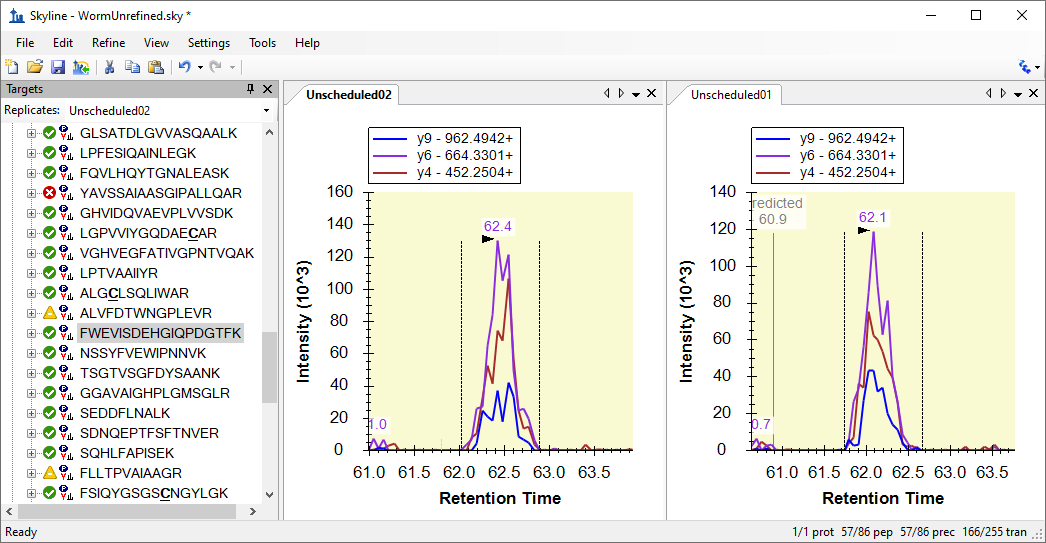 Skyline - WormUnrefined.sky *
File Edit Refine View Settings Tools Help
Targets
Replicates: Unscheduled02
GLSATDLGVVASQAALK
LPFESIQAINLEGK
FQVLHQYTGNALEASK
YAVSSAIAASGIPALLQAR
GHVIDQVAEVPLVVSDK
LGPVVIYGQDAECAR
VGHVEGFATIVGPNTVQAK
LPTVAAIIYR
ALGCLSQLIWAR
ALVFDTWNGPLEVR
FWEVISDEHGIQPDGTFK
NSSYFVEWIPNNVK
TSGTVSGFDYSAANK
GGAVAIGHPLGMSGLR
SEDDFLNALK
SDNQEPTFSFTNVER
SQHLFAPISEK
FLLTPVAIAAGR
FSIQYGSGSCNGYLGK
Unscheduled02
y9 - 962.4942+
y6 - 664.3301+
y4 - 452.2504+
160
140
120
100
80
60
40
20
0
Intensity (10^3)
62.4
1.0
61.0 61.5 62.0 62.5 63.0 63.5
Retention Time
Unscheduled01
y9 - 962.4942+
y6 - 664.3301+
y4 - 452.2504+
140
120
100
80
60
40
20
0
Intensity (10^3)
redicted
60.9
62.1
0.7
61.0 61.5 62.0 62.5 63.0 63.5
Retention Time
Ready
1/1 prot 57/86 pep 57/86 prec 166/255 tran